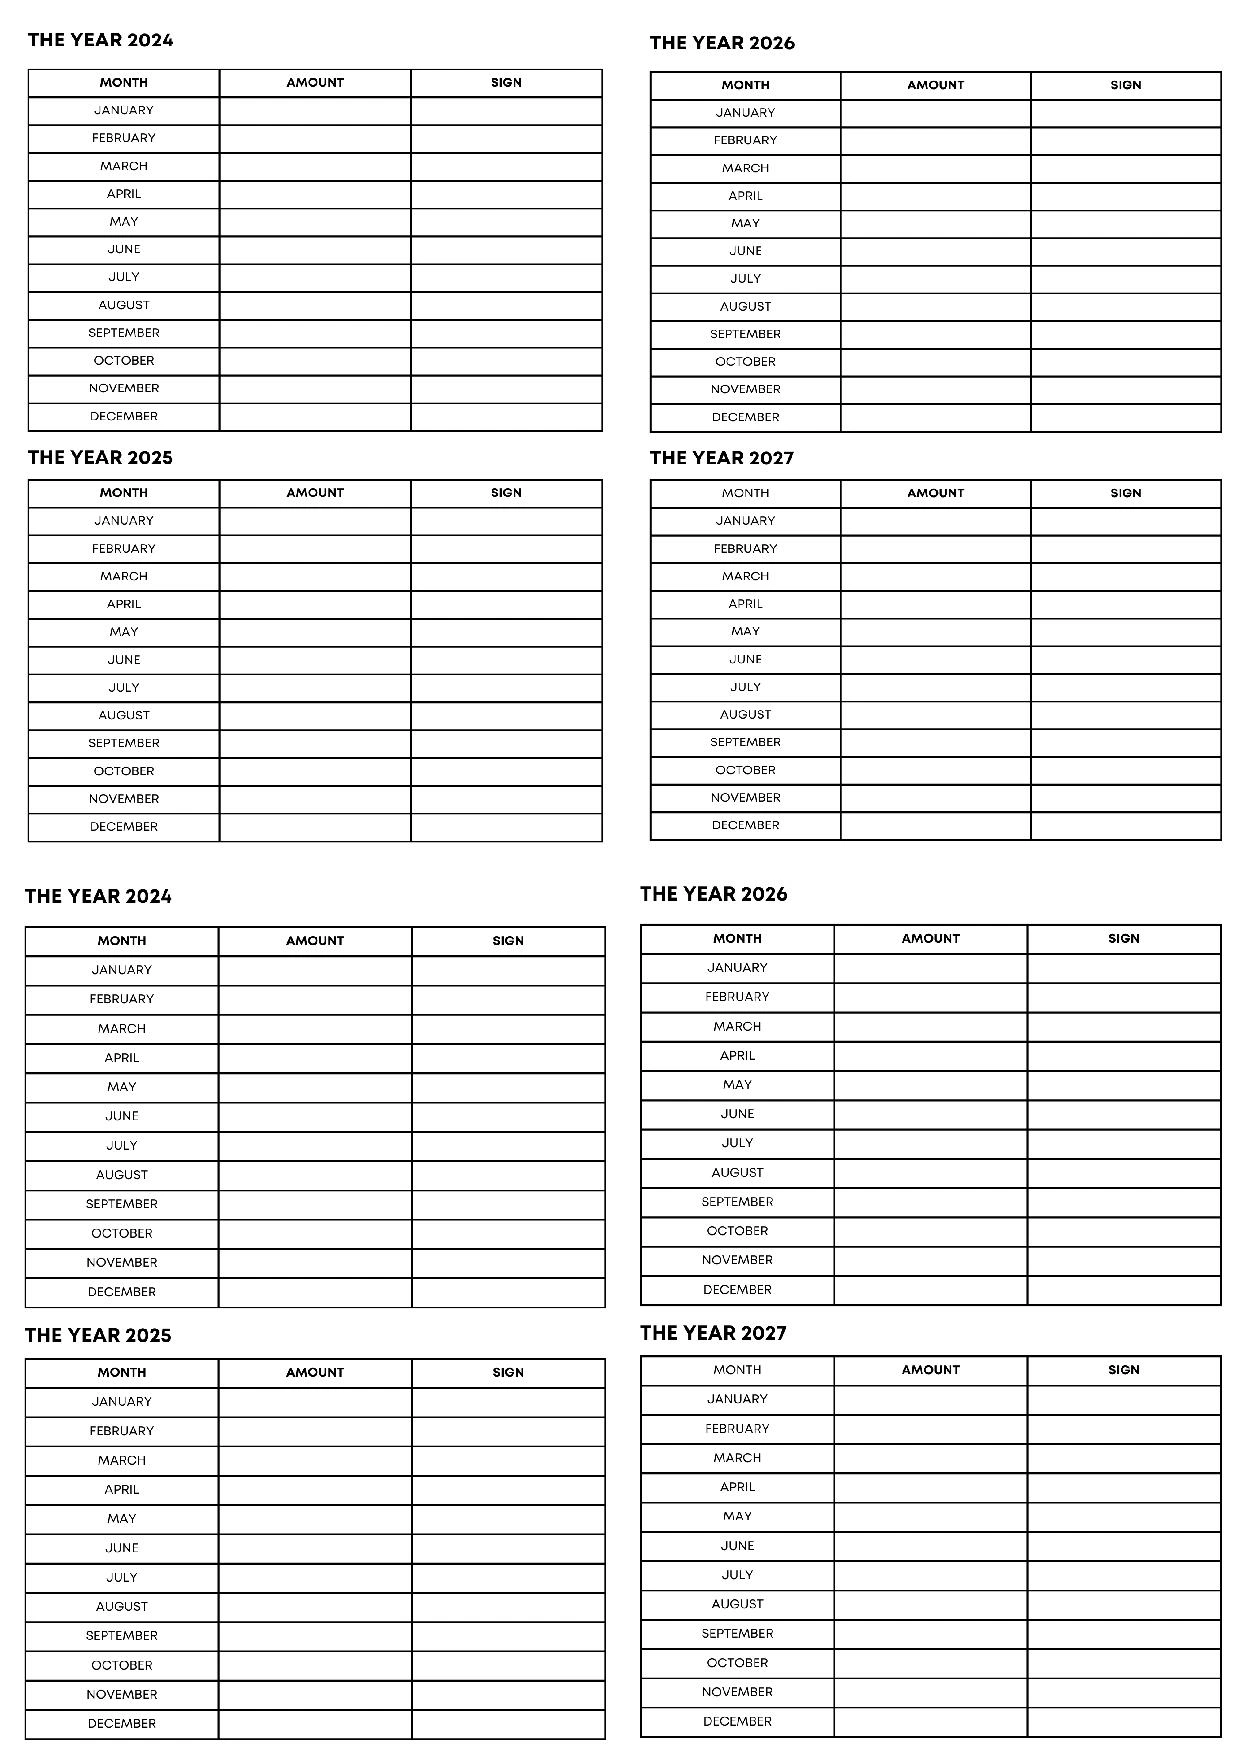 THE YEAR 2024
MONTH AMOUNT SIGN
JANUARY
FEBRUARY
MARCH
APRIL
MAY
JUNE
JULY
AUGUST
SEPTEMBER
OCTOBER
NOVEMBER
DECEMBER
THE YEAR 2025
MONTH AMOUNT SIGN
JANUARY
FEBRUARY
MARCH
APRIL
MAY
JUNE
JULY
AUGUST
SEPTEMBER
OCTOBER
NOVEMBER
DECEMBER
THE YEAR 2026
MONTH AMOUNT SIGN
JANUARY
FEBRUARY
MARCH
APRIL
MAY
JUNE
JULY
AUGUST
SEPTEMBER
OCTOBER
NOVEMBER
DECEMBER
THE YEAR 2027
MONTH AMOUNT SIGN
JANUARY
FEBRUARY
MARCH
APRIL
MAY
JUNE
JULY
AUGUST
SEPTEMBER
OCTOBER
NOVEMBER
DECEMBER
THE YEAR 2024
MONTH AMOUNT SIGN
JANUARY
FEBRUARY
MARCH
APRIL
MAY
JUNE
JULY
AUGUST
SEPTEMBER
OCTOBER
NOVEMBER
DECEMBER
THE YEAR 2025
MONTH AMOUNT SIGN
JANUARY
FEBRUARY
MARCH
APRIL
MAY
JUNE
JULY
AUGUST
SEPTEMBER
OCTOBER
NOVEMBER
DECEMBER
THE YEAR 2026
MONTH AMOUNT SIGN
JANUARY
FEBRUARY
MARCH
APRIL
MAY
JUNE
JULY
AUGUST
SEPTEMBER
OCTOBER
NOVEMBER
DECEMBER
THE YEAR 2027
MONTH AMOUNT SIGN
JANUARY
FEBRUARY
MARCH
APRIL
MAY
JUNE
JULY
AUGUST
SEPTEMBER
OCTOBER
NOVEMBER
DECEMBER